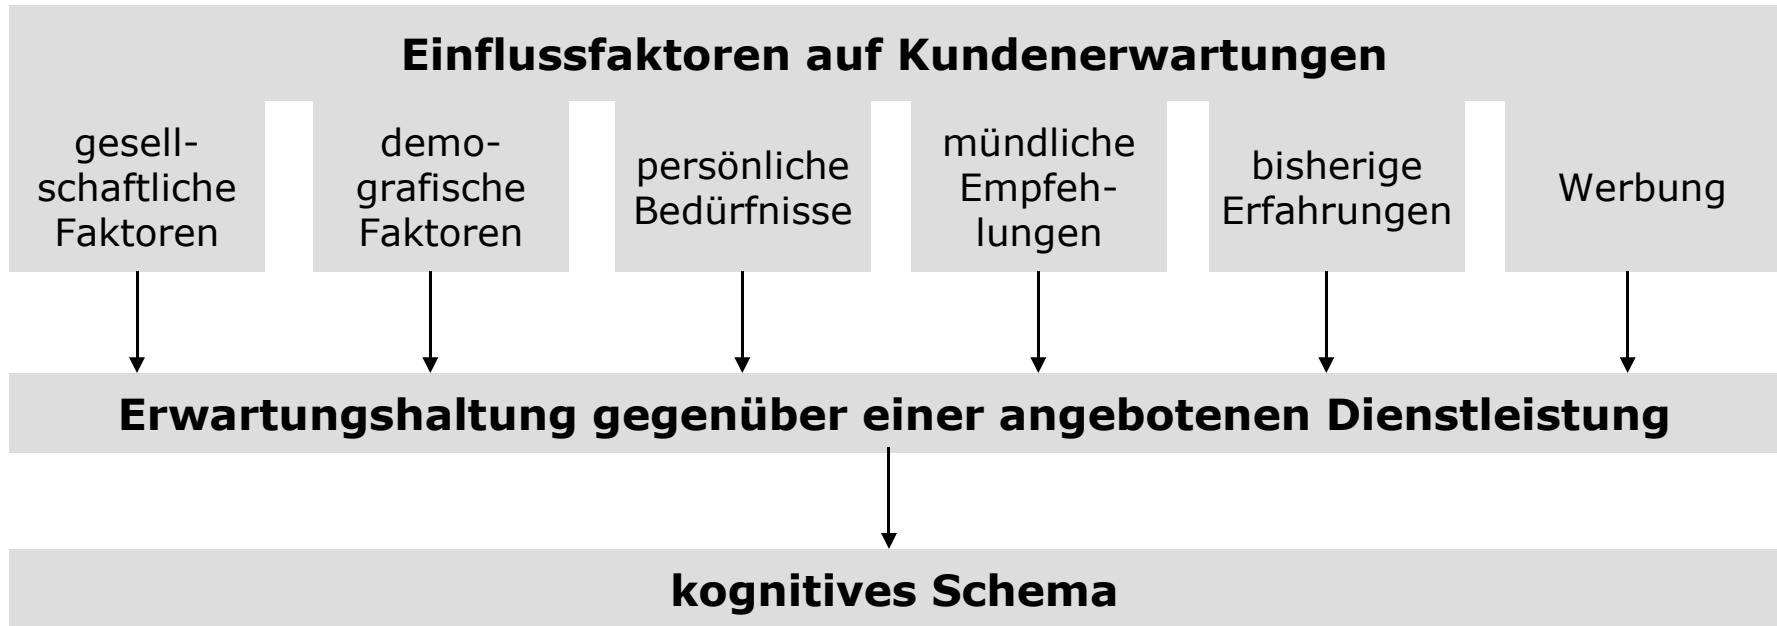 Einflussfaktoren auf Kundenerwartungen
gesell-
schaftliche
Faktoren
demo-
grafische
Faktoren
persönliche
Bedürfnisse
mündliche
Empfeh-
lungen
bisherige
Erfahrungen
Werbung
Erwartungshaltung gegenüber einer angebotenen Dienstleistung
kognitives Schema